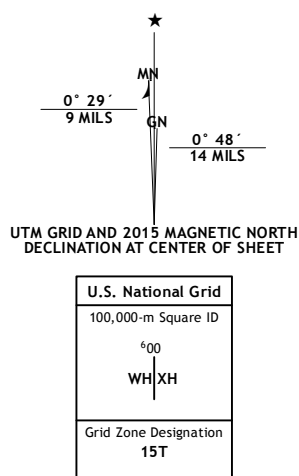 MN
0° 29´
9 MILS
GN
0° 48´
14 MILS
UTM GRID AND 2015 MAGNETIC NORTH
DECLINATION AT CENTER OF SHEET
U.S. National Grid
100,000-m Square ID
⁶00
WH XH
Grid Zone Designation
15T